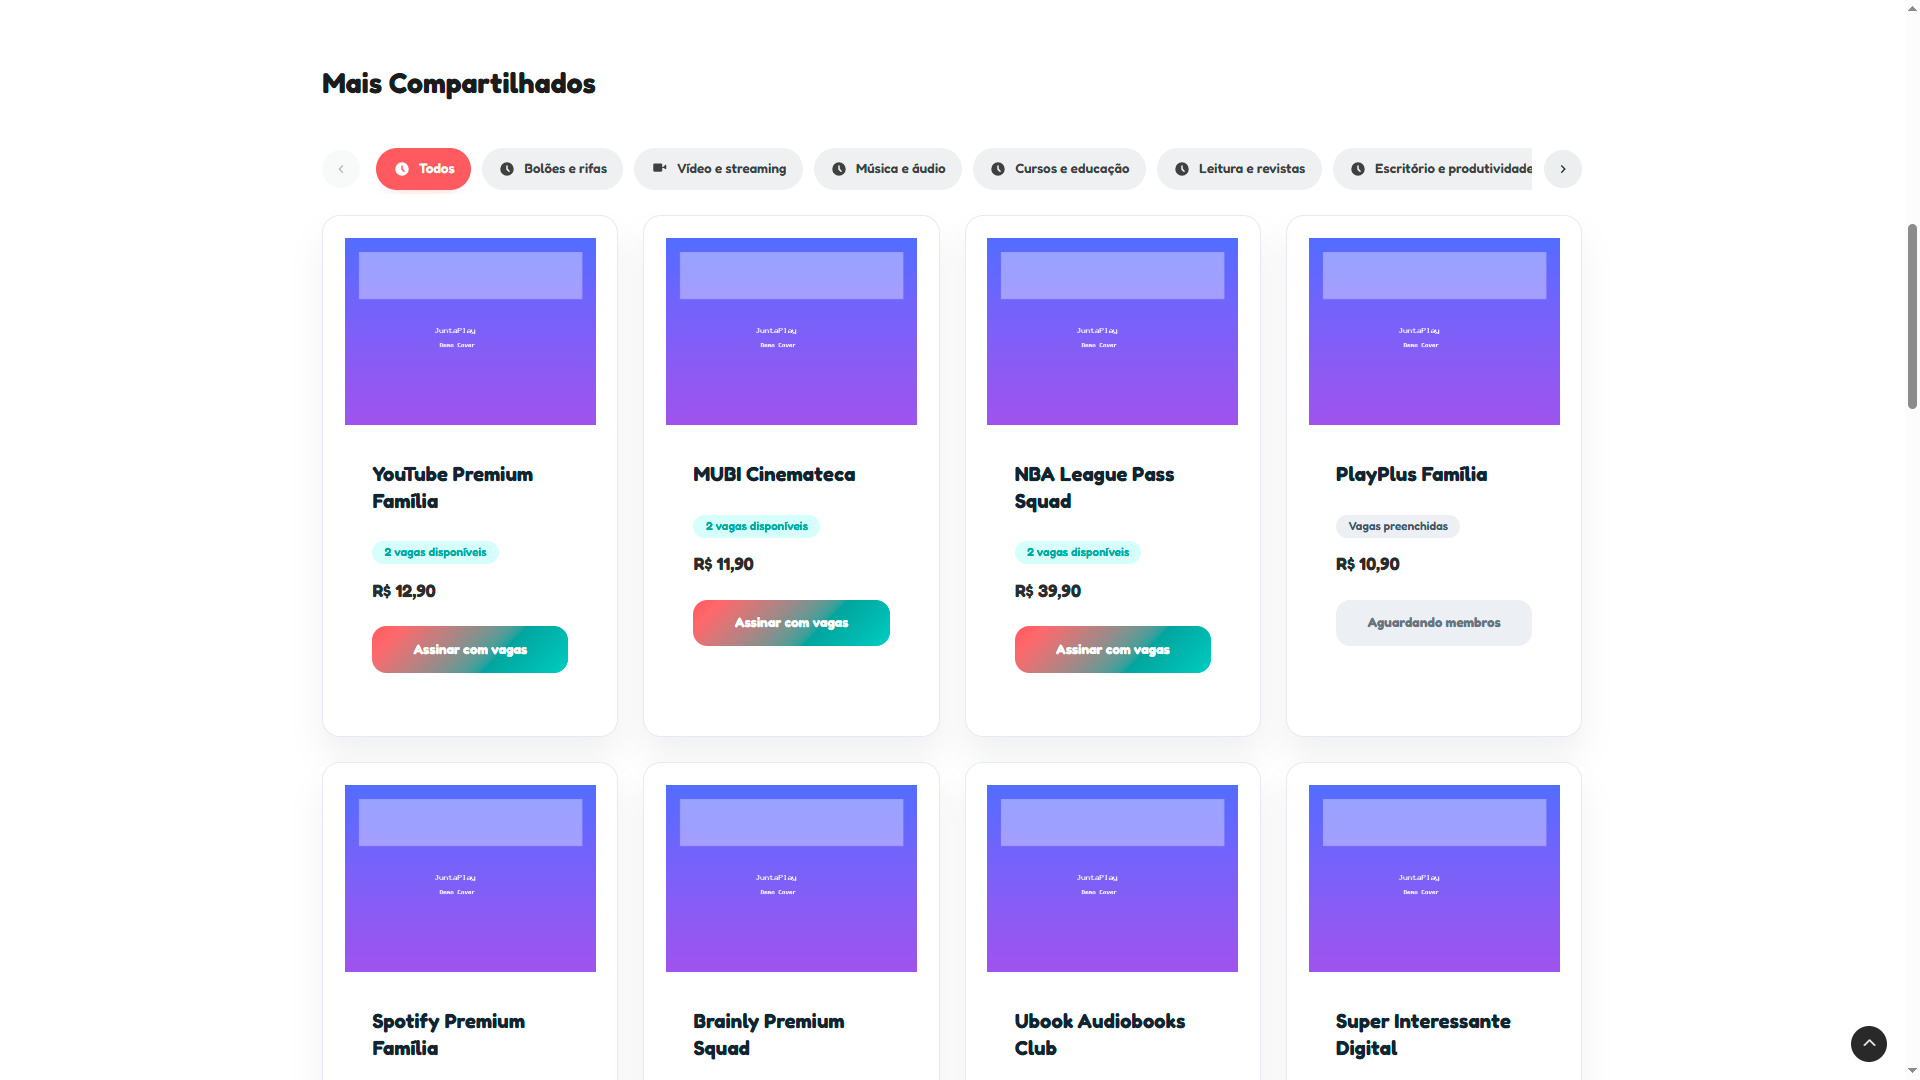 Mais Compartilhados
Todos
Bolões e rifas
Vídeo e streaming
Música e áudio
Cursos e educação
Leitura e revistas
Escritório e produtividade
JuntaPlay
Demo Cover
YouTube Premium
Família
2 vagas disponíveis
R$ 12,90
Assinar com vagas
JuntaPlay
Demo Cover
MUBI Cinemateca
2 vagas disponíveis
R$ 11,90
Assinar com vagas
JuntaPlay
Demo Cover
NBA League Pass
Squad
2 vagas disponíveis
R$ 39,90
Assinar com vagas
JuntaPlay
Demo Cover
PlayPlus Família
Vagas preenchidas
R$ 10,90
Aguardando membros
JuntaPlay
Demo Cover
Spotify Premium
Família
JuntaPlay
Demo Cover
Brainly Premium
Squad
JuntaPlay
Demo Cover
Ubook Audiobooks
Club
JuntaPlay
Demo Cover
Super Interessante
Digital